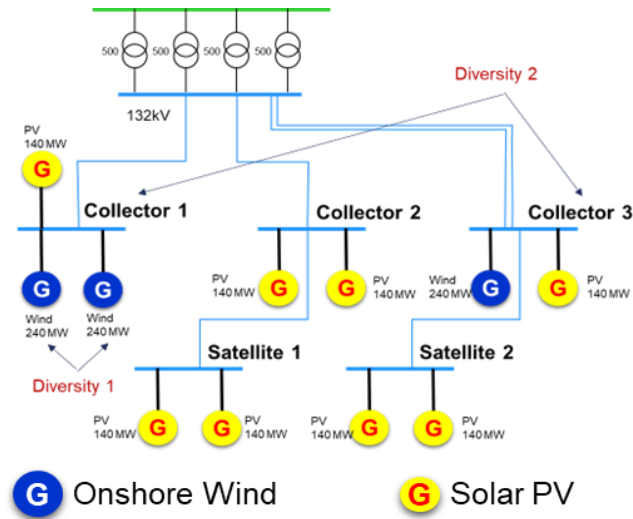 500
500
500
500
Diversity 2
132kV
PV
140 MW
G
Collector 1
Collector 2
Collector 3
G
G
G
G
G
G
Wind
240 MW
Wind
240 MW
PV
140 MW
PV
140 MW
Wind
240 MW
PV
140 MW
Diversity 1
Satellite 1
Satellite 2
PV
140 MW
G
G
PV
140 MW
PV
140 MW
G
G
PV
140 MW
G Onshore Wind
G Solar PV